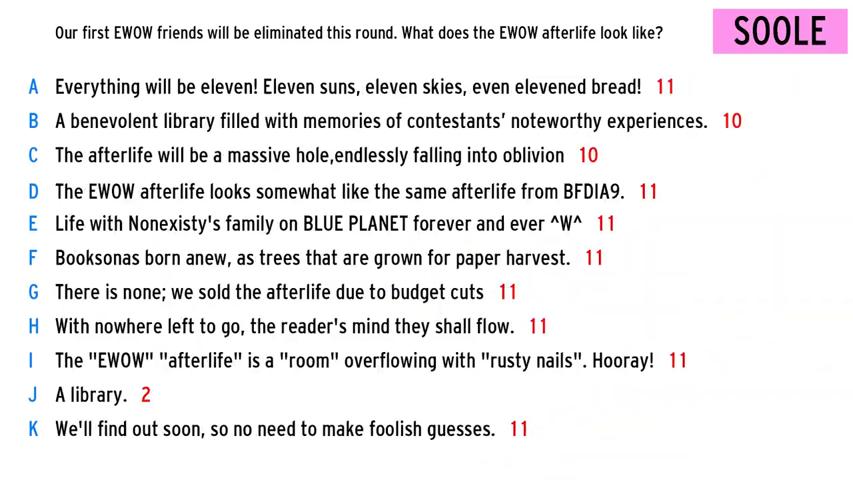 Our first EWOW friends will be eliminated this round. What does the EWOW afterlife look like?
SOOLE
A Everything will be eleven! Eleven suns, eleven skies, even elevened bread! 11
B A benevolent library filled with memories of contestants' noteworthy experiences. 10
C The afterlife will be a massive hole,endlessly falling into oblivion 10
D The EWOW afterlife looks somewhat like the same afterlife from BFDIA9. 11
E Life with Nonexisty's family on BLUE PLANET forever and ever ^W^ 11
F Booksonas born anew, as trees that are grown for paper harvest. 11
G There is none; we sold the afterlife due to budget cuts 11
H With nowhere left to go, the reader's mind they shall flow. 11
I The "EWOW" "afterlife" is a "room" overflowing with "rusty nails". Hooray! 11
J A library. 2
K We'll find out soon, so no need to make foolish guesses. 11